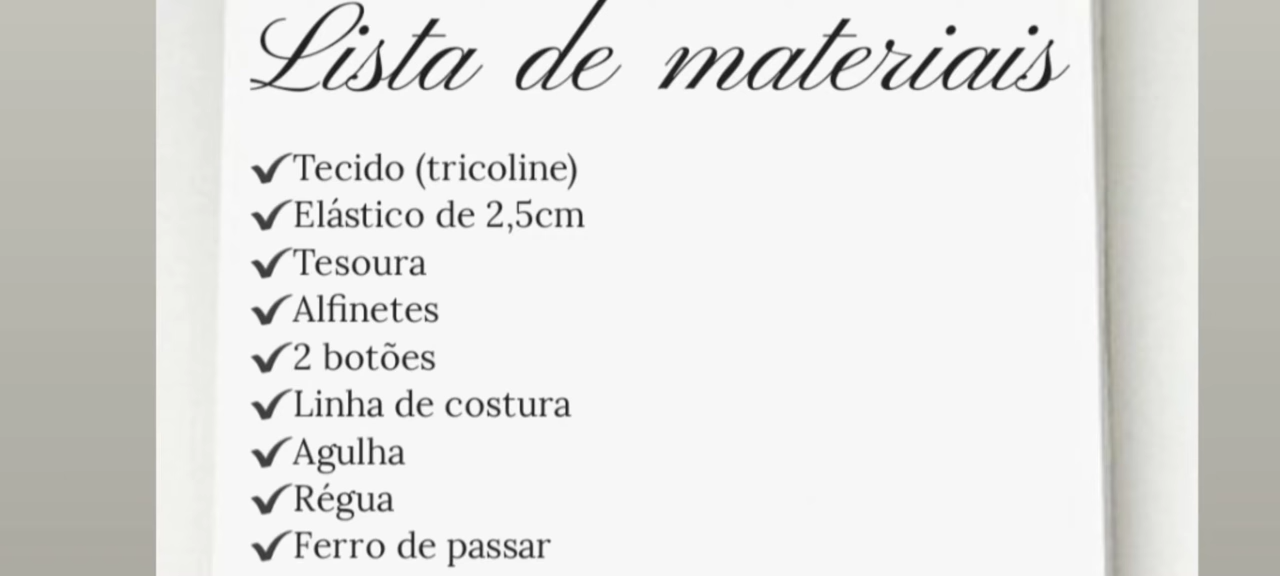 Lista de materiais
✔Tecido (tricoline)
✔Elástico de 2,5cm
✔Tesoura
✔Alfinetes
✔2 botões
✔Linha de costura
✔Agulha
✔Régua
✔Ferro de passar